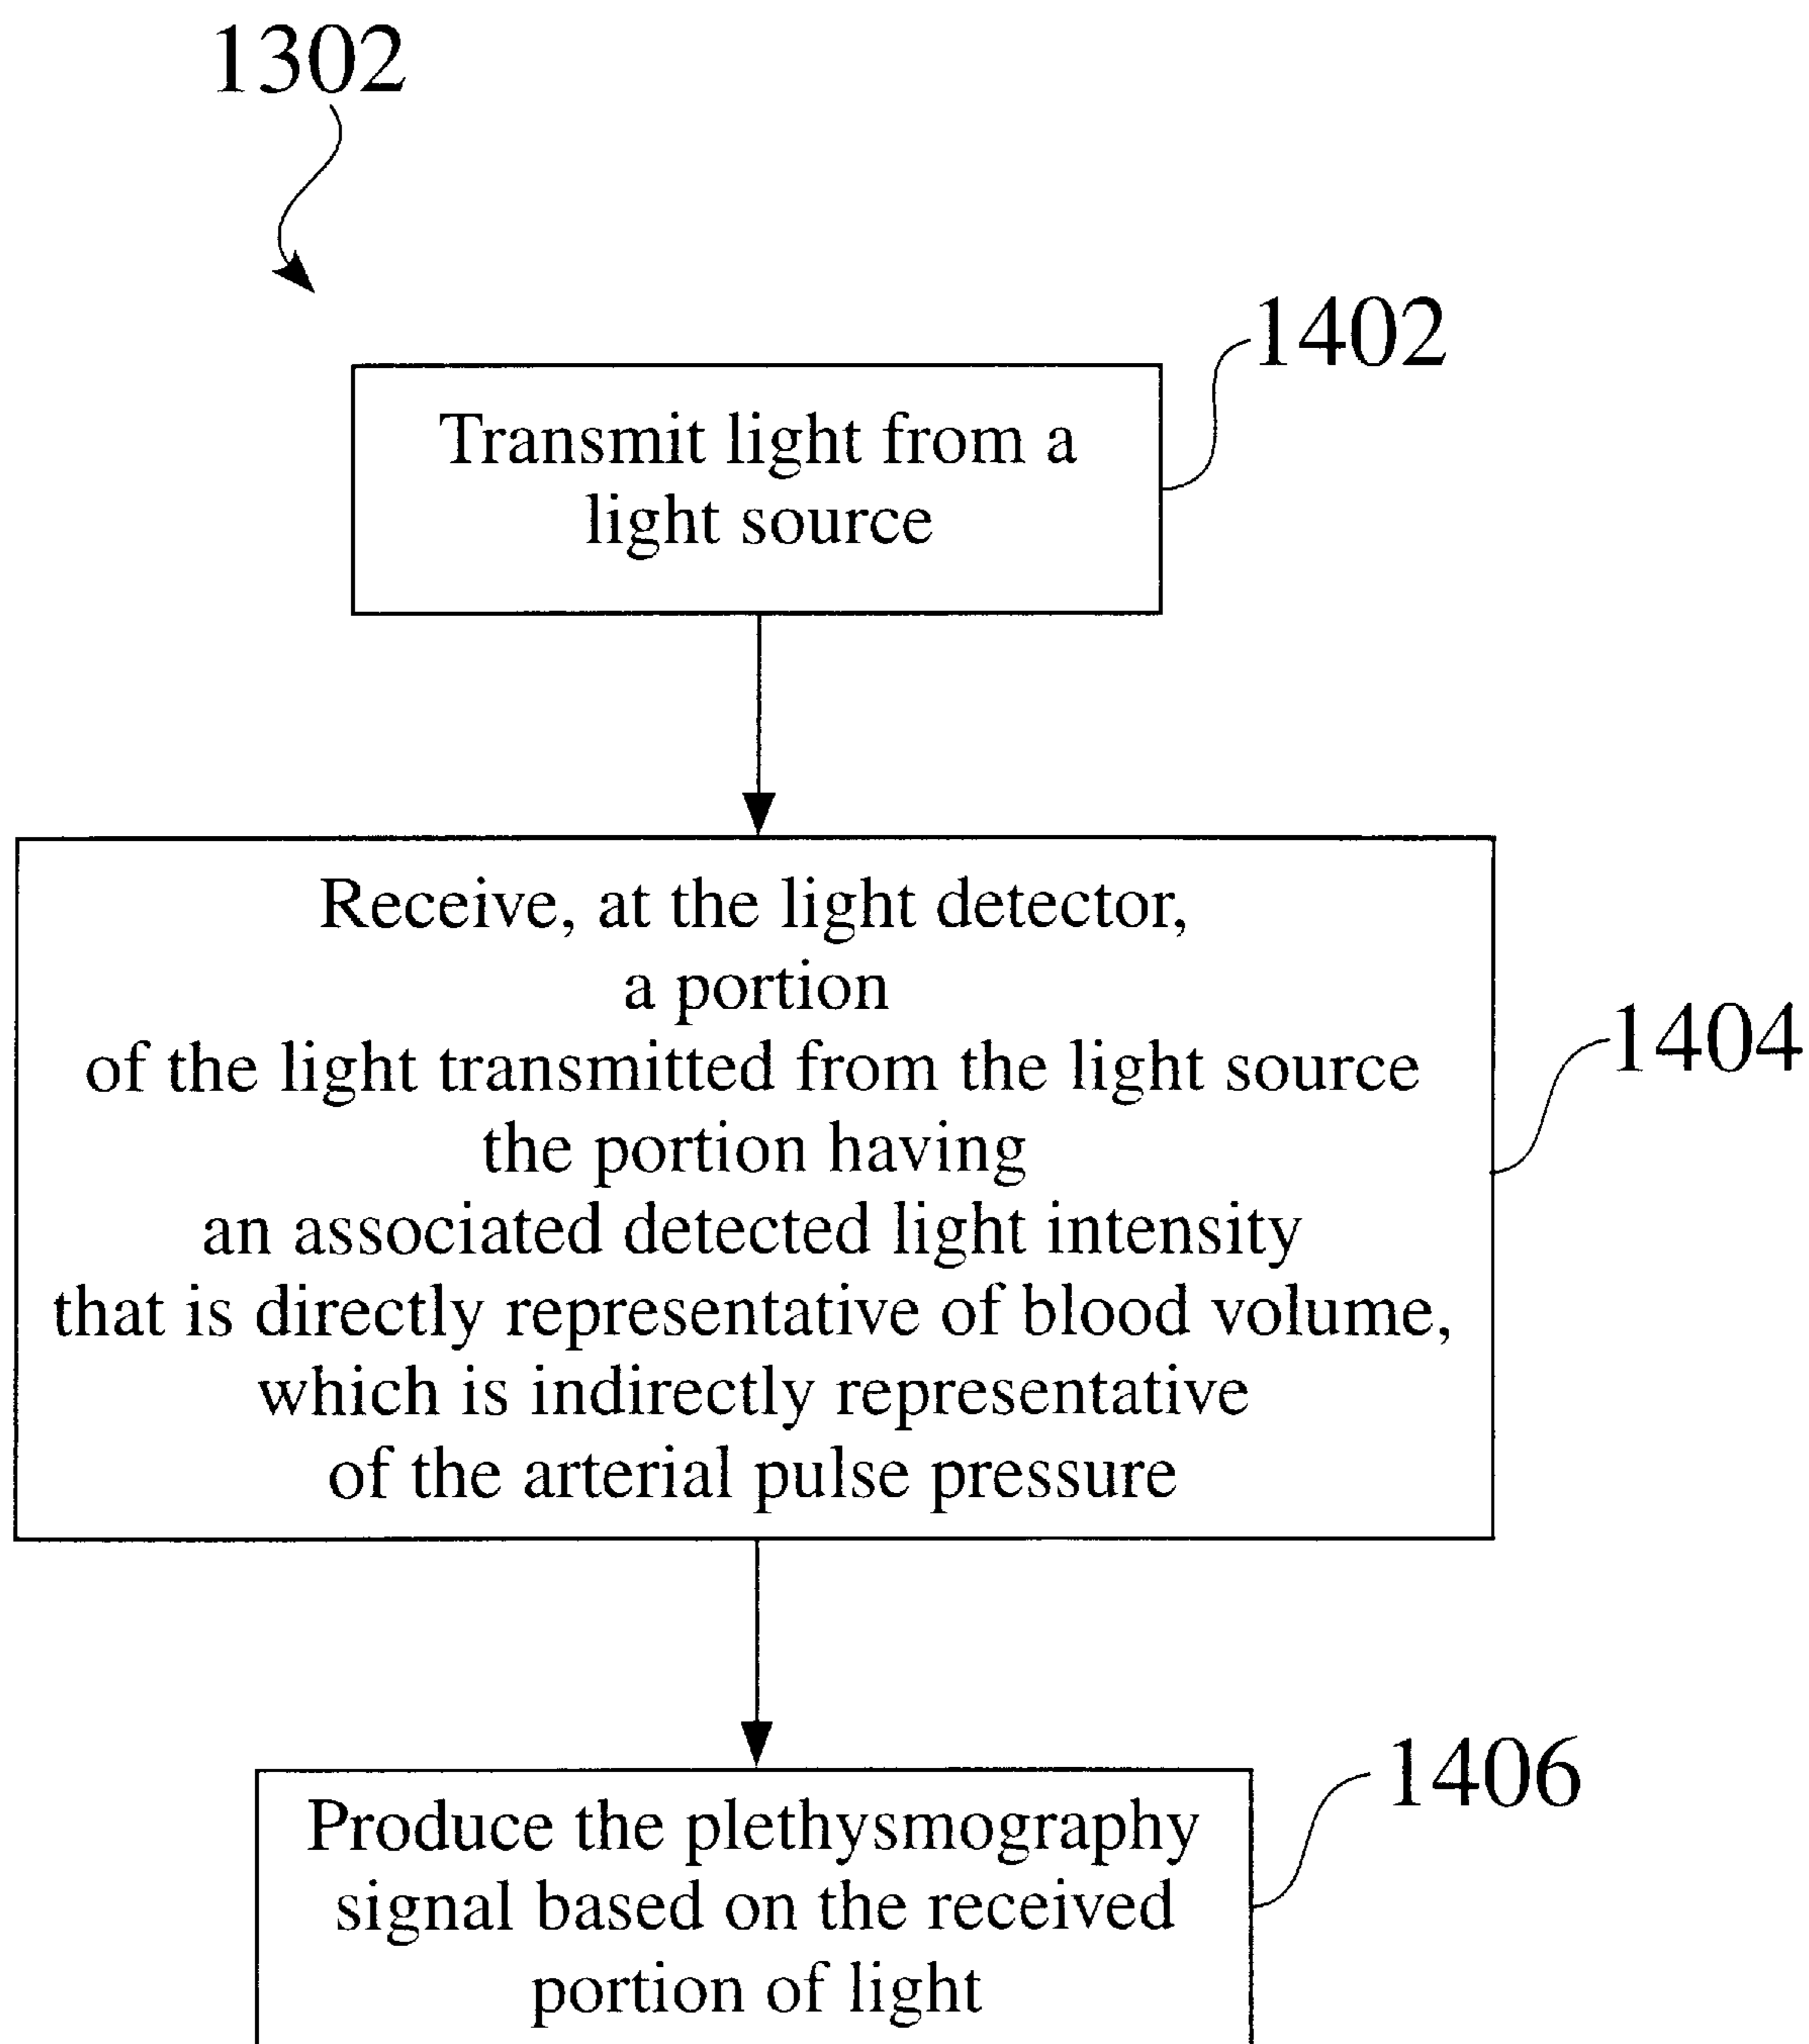 1302
1402
Transmit light from a
light source
Receive, at the light detector,
a portion
of the light transmitted from the light source
the portion having
an associated detected light intensity
that is directly representative of blood volume,
which is indirectly representative
of the arterial pulse pressure
1404
1406
Produce the plethysmography
signal based on the received
portion of light